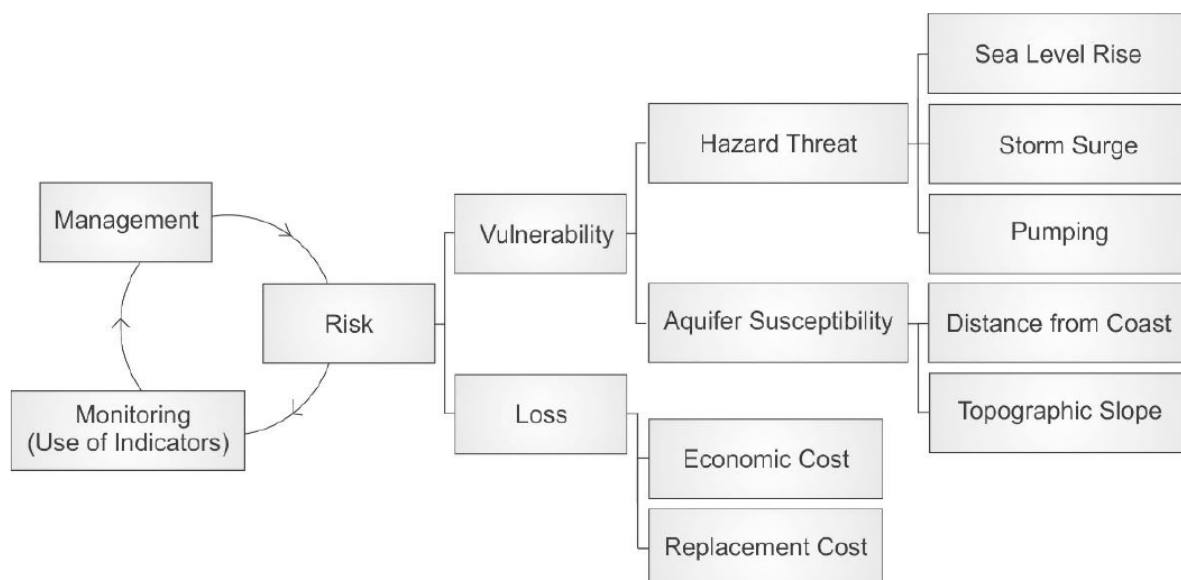 Sea Level Rise
Hazard Threat
Storm Surge
Management
Vulnerability
Pumping
Risk
Aquifer Susceptibility
Distance from Coast
Monitoring
(Use of Indicators)
Loss
Topographic Slope
Economic Cost
Replacement Cost